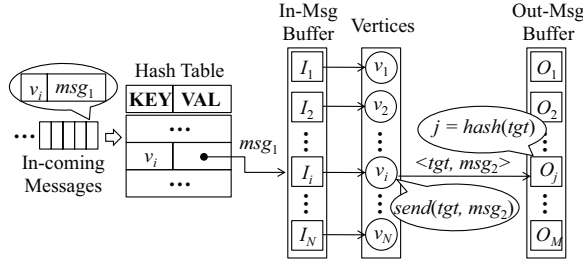 In-Msg Buffer
Vertices
Out-Msg Buffer
v_i msg_1
Hash Table
KEY VAL
...
v_i
...
... In-coming Messages
msg_1
I_1
I_2
...
I_i
...
I_N
v_1
v_2
...
v_i
...
v_N
j = hash(tgt)
<tgt, msg_2>
send(tgt, msg_2)
O_1
O_2
...
O_j
...
O_M